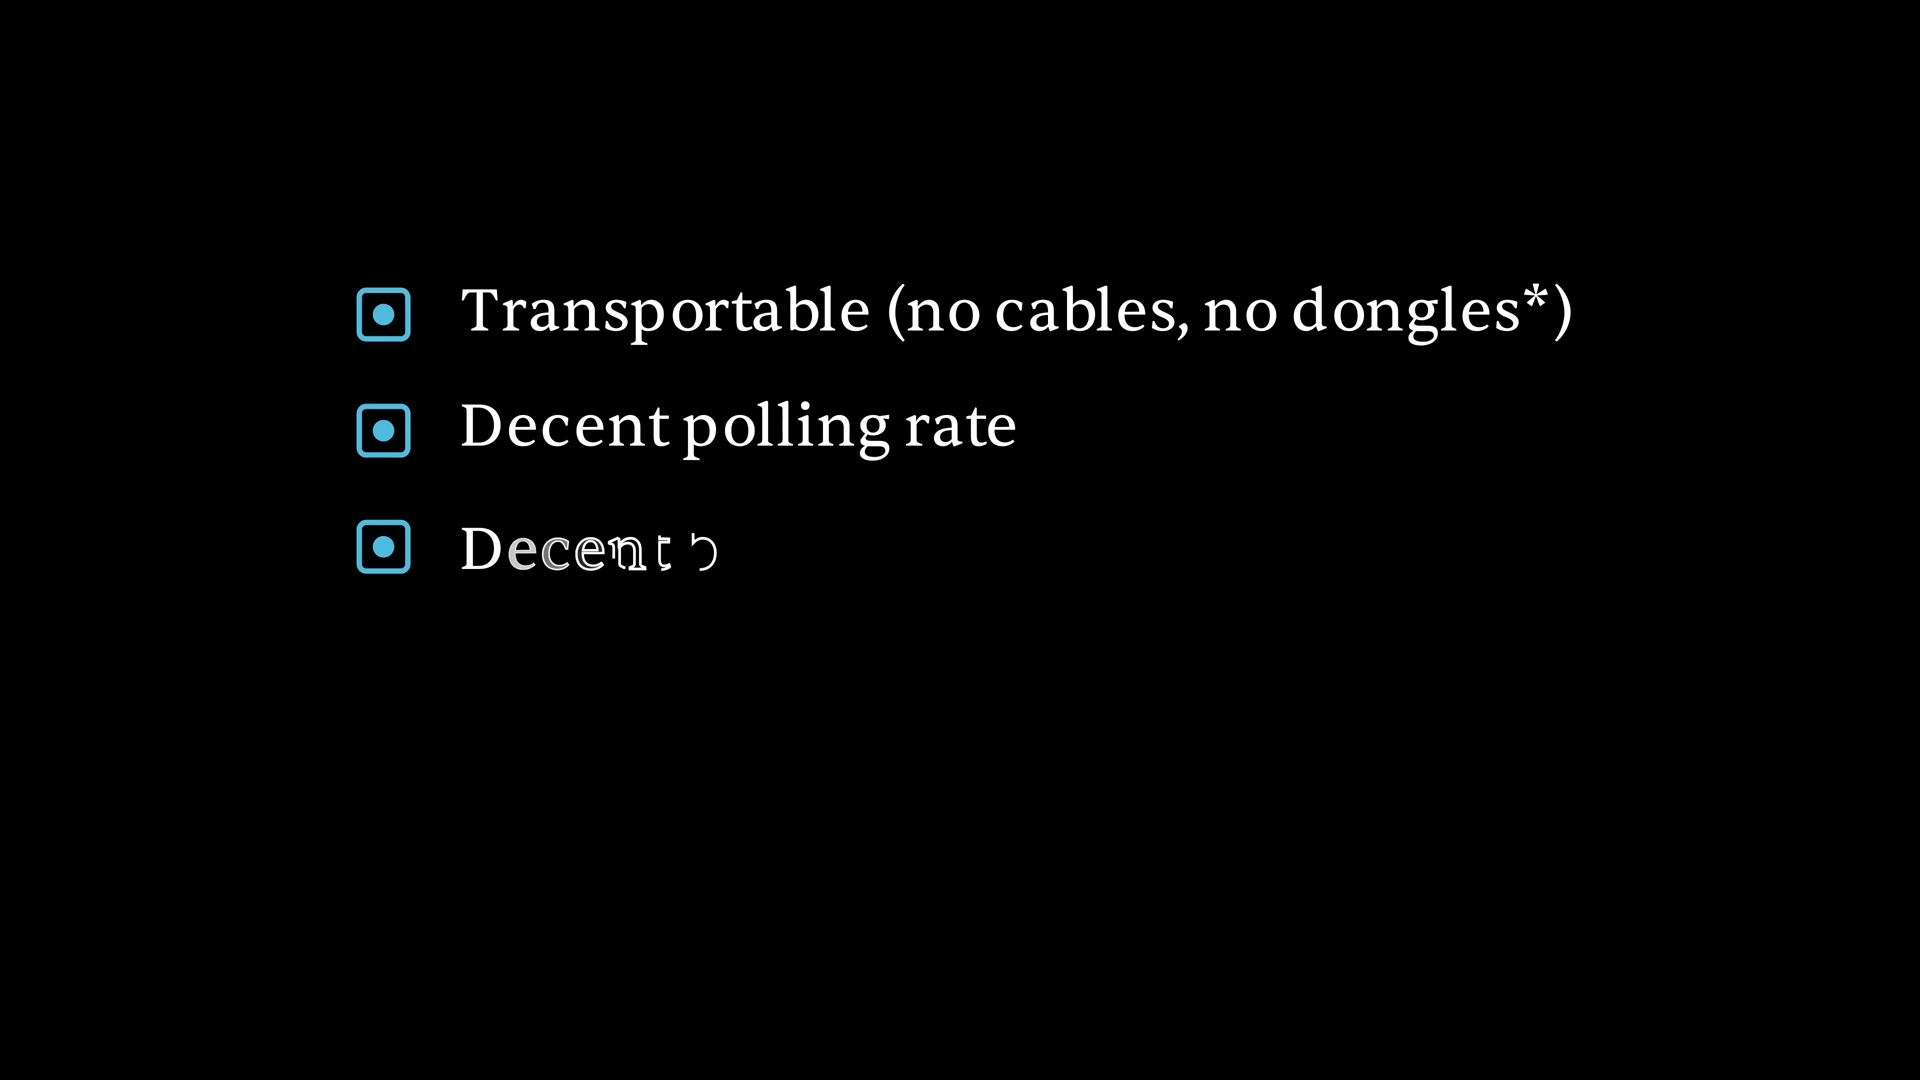 Transportable (no cables, no dongles*)
Decent polling rate
Decent